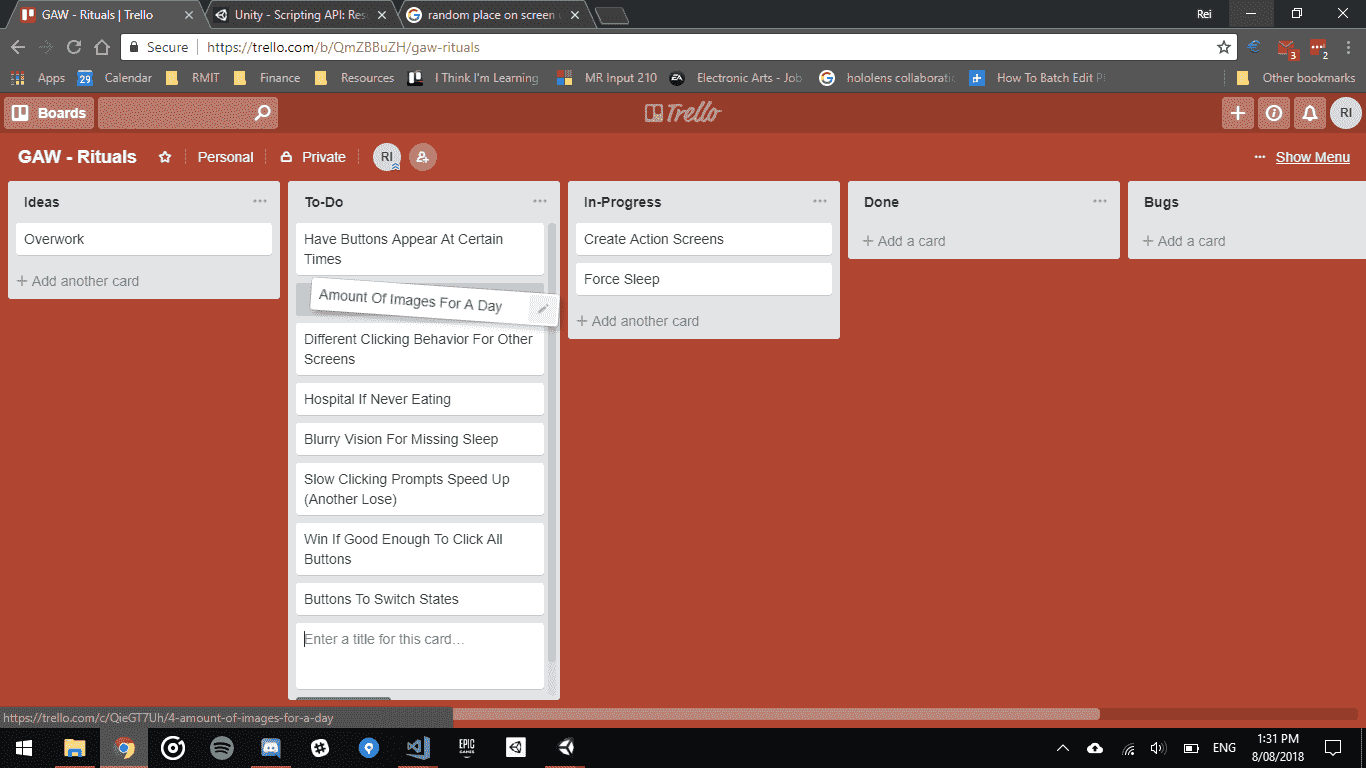 GAW - Rituals | Trello
Unity - Scripting API: Res
random place on screen
Rei
Secure
https://trello.com/b/QmZBBuZH/gaw-rituals
3
2
Apps
29
Calendar
RMIT
Finance
Resources
I Think I'm Learning
MR Input 210
Electronic Arts - Job
hololens collaborati
How To Batch Edit P
Other bookmarks
Boards
Trello
RI
GAW - Rituals
Personal
Private
RI
Show Menu
Ideas
Overwork
+ Add another card
To-Do
Have Buttons Appear At Certain
Times
Amount Of Images For A Day
Different Clicking Behavior For Other
Screens
Hospital If Never Eating
Blurry Vision For Missing Sleep
Slow Clicking Prompts Speed Up
(Another Lose)
Win If Good Enough To Click All
Buttons
Buttons To Switch States
Enter a title for this card…
In-Progress
Create Action Screens
Force Sleep
+ Add another card
Done
+ Add a card
Bugs
+ Add a card
https://trello.com/c/QieGT7Uh/4-amount-of-images-for-a-day
EPIC
GAMES
ENG
1:31 PM
8/08/2018